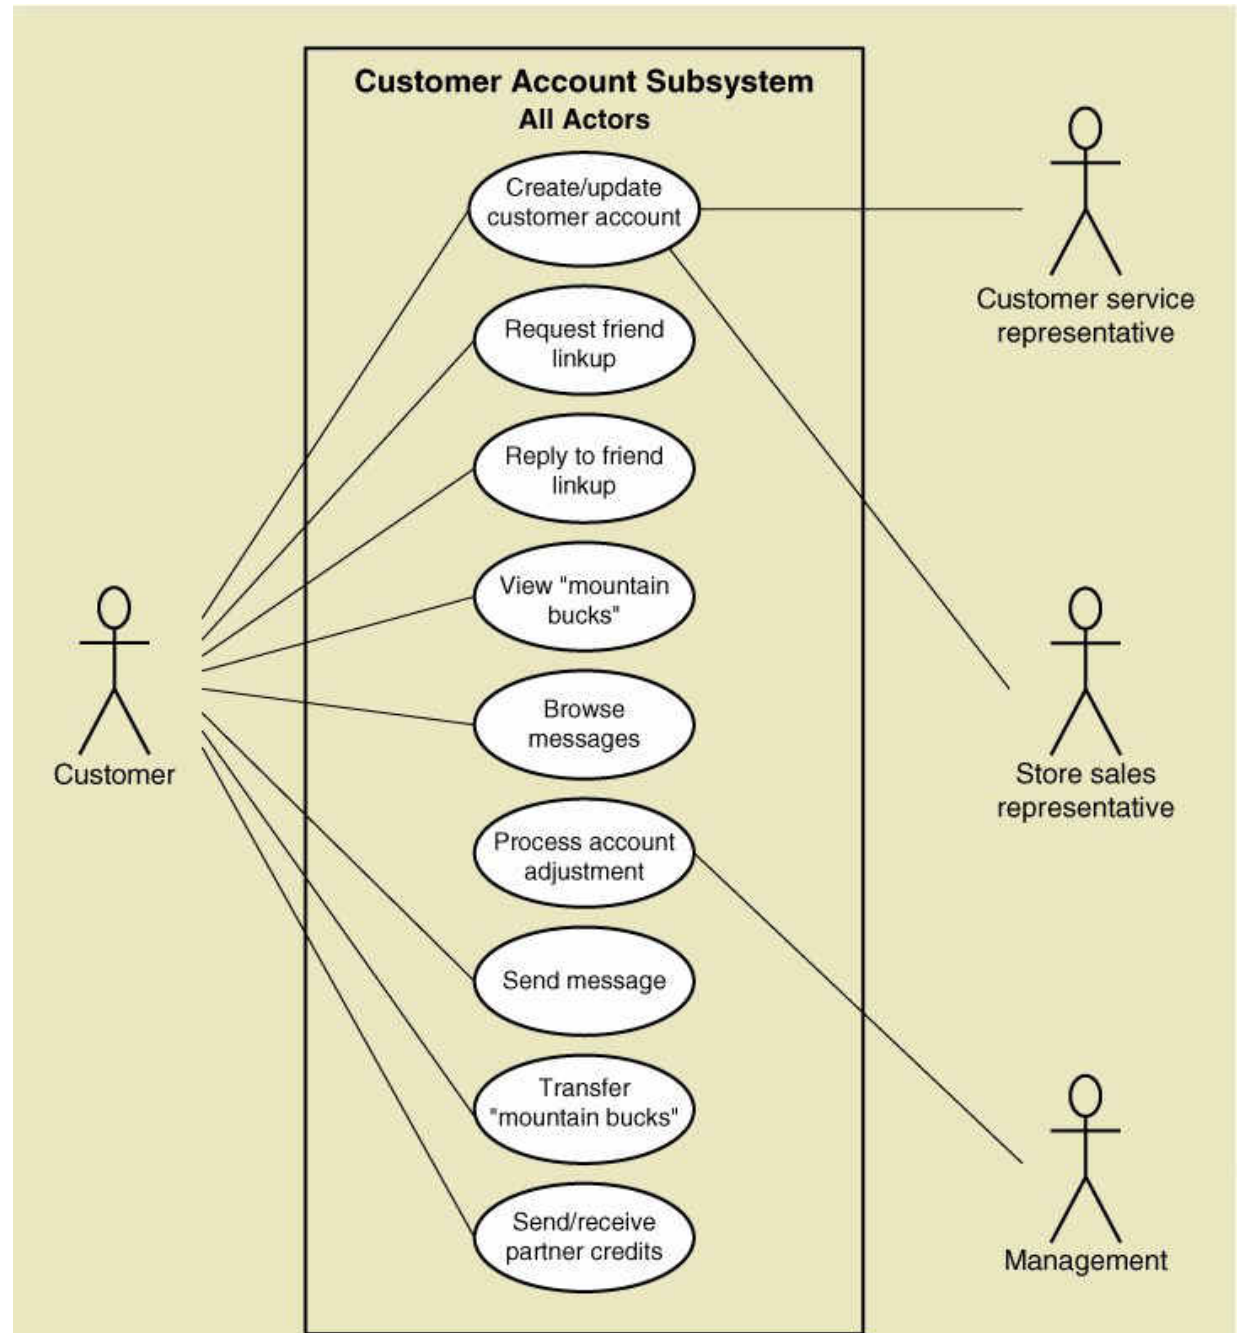 Customer Account Subsystem
All Actors
Create/update
customer account
Request friend
linkup
Reply to friend
linkup
View "mountain
bucks"
Browse
messages
Process account
adjustment
Send message
Transfer
"mountain bucks"
Send/receive
partner credits
Customer
Customer service
representative
Store sales
representative
Management